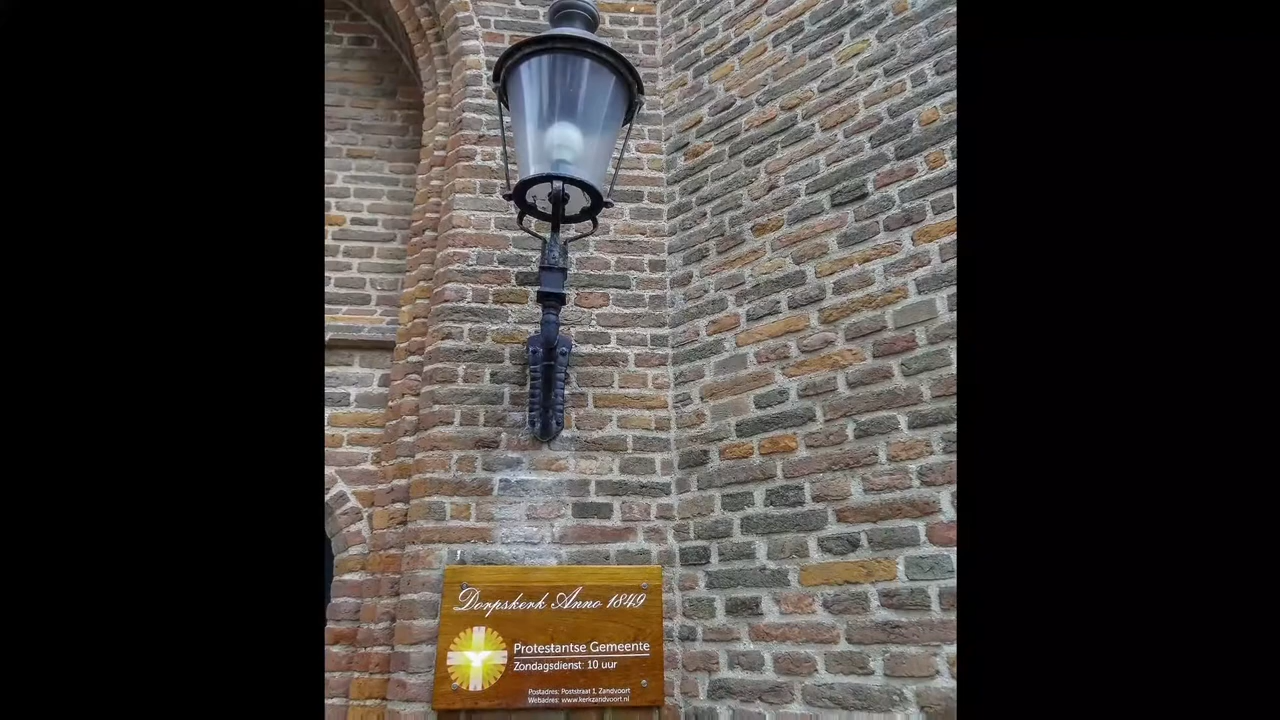 Dorpskerk Anno 1849
Protestantse Gemeente
Zondagsdienst: 10 uur
Postadres: Poststraat 1, Zandvoort
Webadres: www.kerkzandvoort.nl